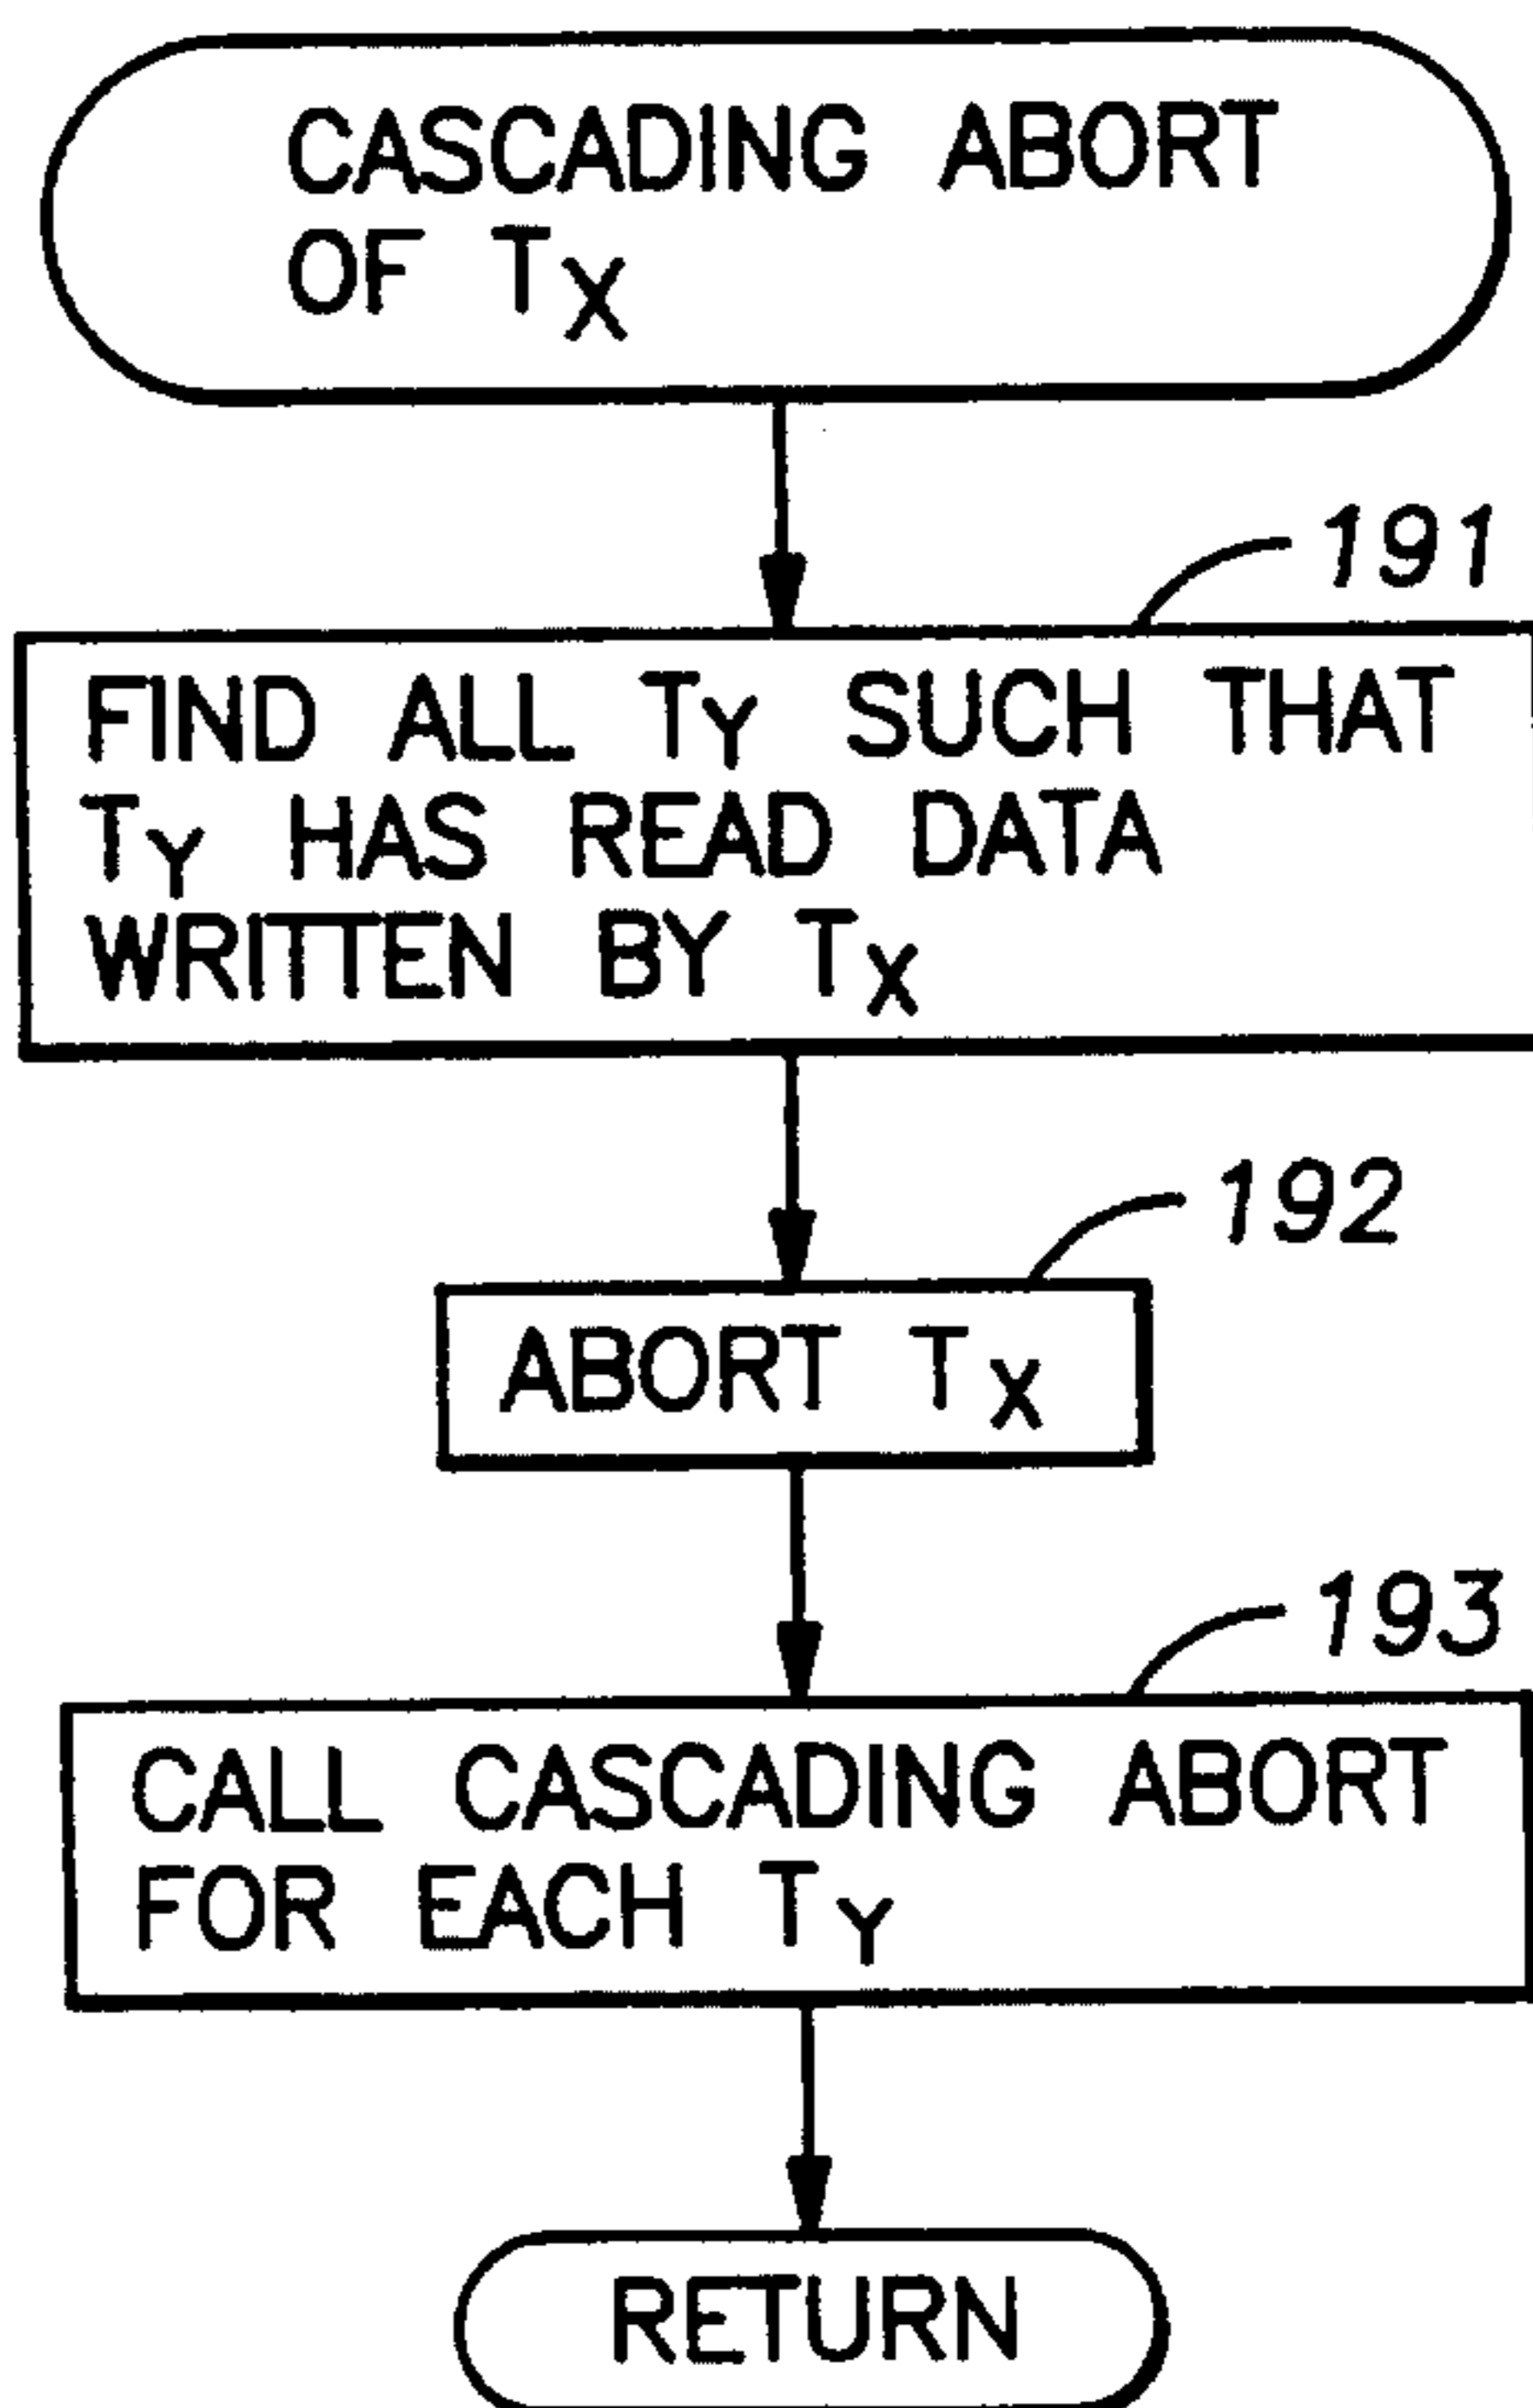 CASCADING ABORT
OF TX
191
FIND ALL TY SUCH THAT
TY HAS READ DATA
WRITTEN BY TX
192
ABORT TX
193
CALL CASCADING ABORT
FOR EACH TY
RETURN